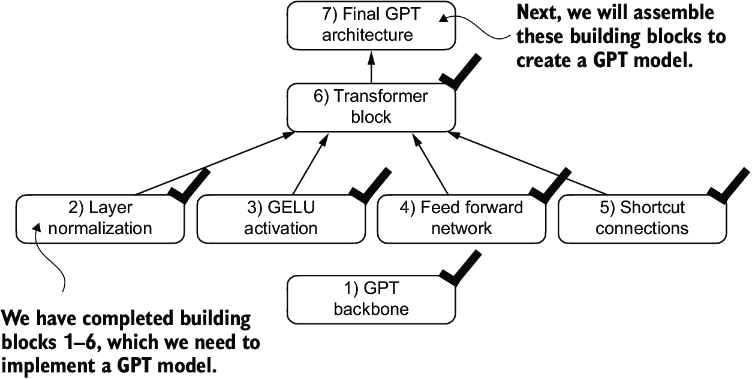 7) Final GPT
architecture
Next, we will assemble
these building blocks to
create a GPT model.
6) Transformer
block
2) Layer
normalization
3) GELU
activation
4) Feed forward
network
5) Shortcut
connections
1) GPT
backbone
We have completed building
blocks 1–6, which we need to
implement a GPT model.